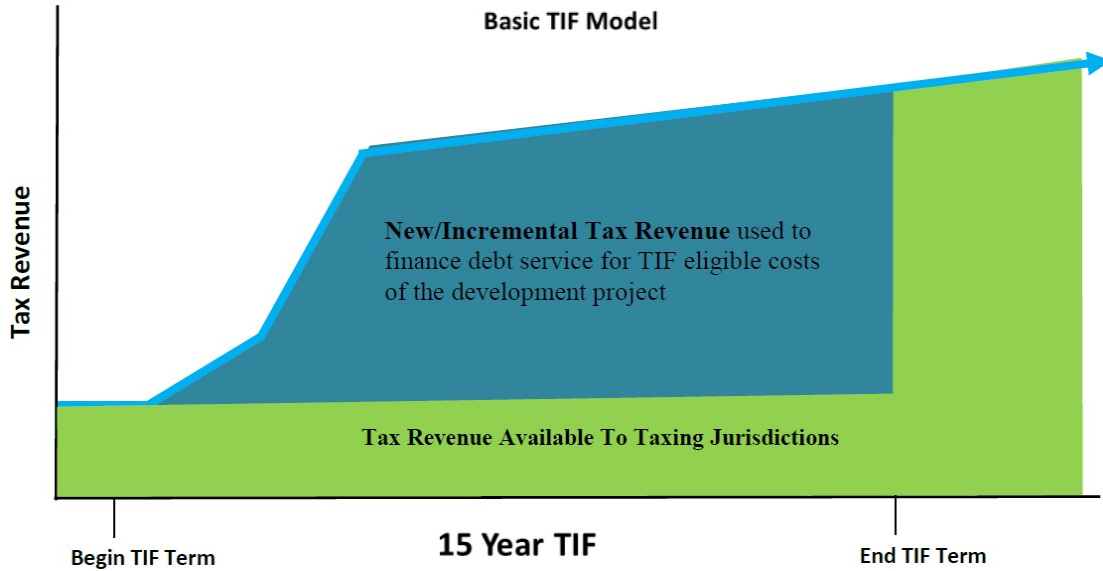 Basic TIF Model
Tax Revenue
New/Incremental Tax Revenue used to
finance debt service for TIF eligible costs
of the development project
Tax Revenue Available To Taxing Jurisdictions
Begin TIF Term
15 Year TIF
End TIF Term